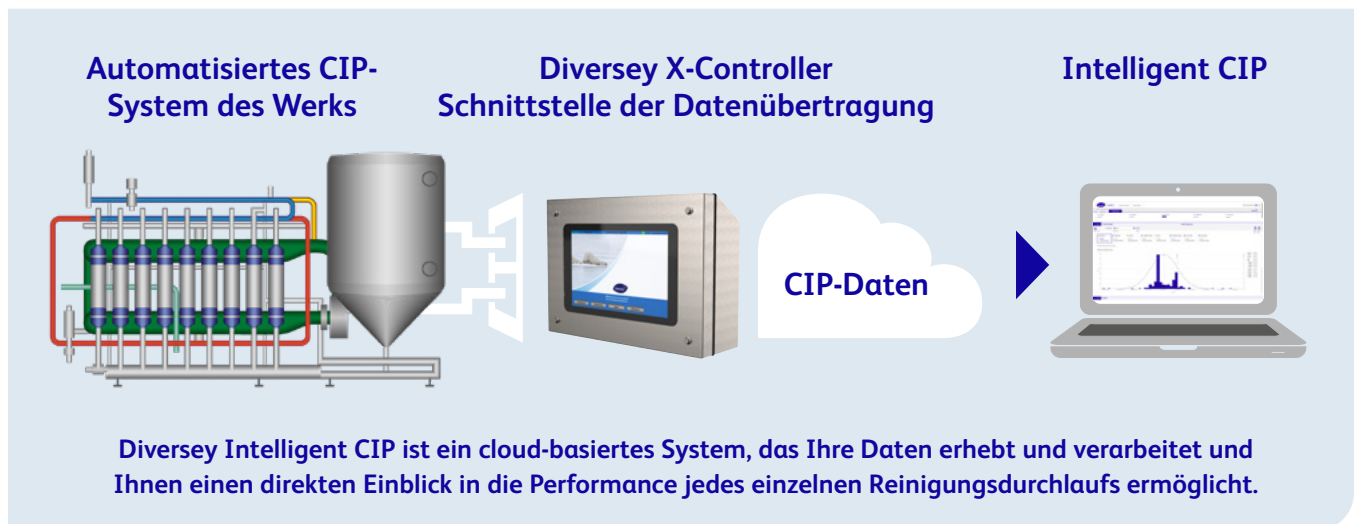 Automatisiertes CIP-
System des Werks
Diversey X-Controller
Schnittstelle der Datenübertragung
Intelligent CIP
CIP-Daten
Diversey Intelligent CIP ist ein cloud-basiertes System, das Ihre Daten erhebt und verarbeitet und
Ihnen einen direkten Einblick in die Performance jedes einzelnen Reinigungsdurchlaufs ermöglicht.